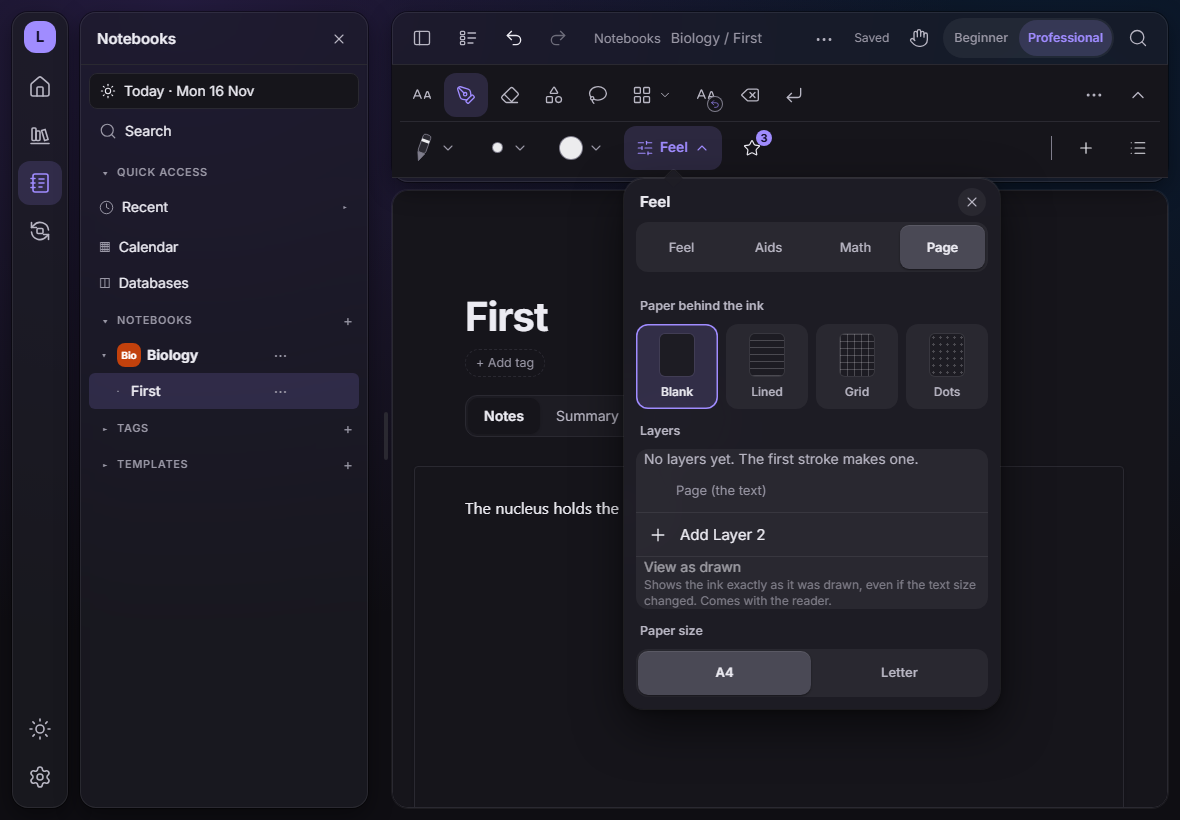 L
Notebooks
Today · Mon 16 Nov
Search
QUICK ACCESS
Recent
Calendar
Databases
NOTEBOOKS
Bio Biology
First
TAGS
TEMPLATES
Notebooks Biology / First
Saved
Beginner Professional
AA
AA
Feel
3
First
+ Add tag
Notes Summary
The nucleus holds the
Feel
Feel Aids Math Page
Paper behind the ink
Blank Lined Grid Dots
Layers
No layers yet. The first stroke makes one.
Page (the text)
Add Layer 2
View as drawn
Shows the ink exactly as it was drawn, even if the text size
changed. Comes with the reader.
Paper size
A4 Letter